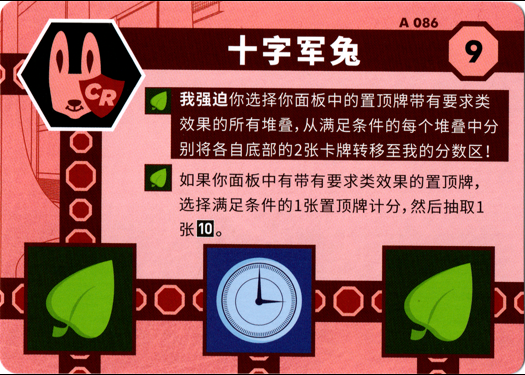 A 086
十字军兔
9
CR
我强迫你选择你面板中的置顶牌带有要求类
效果的所有堆叠，从满足条件的每个堆叠中分
别将各自底部的2张卡牌转移至我的分数区！
如果你面板中有带有要求类效果的置顶牌，
选择满足条件的1张置顶牌计分，然后抽取1
张10。